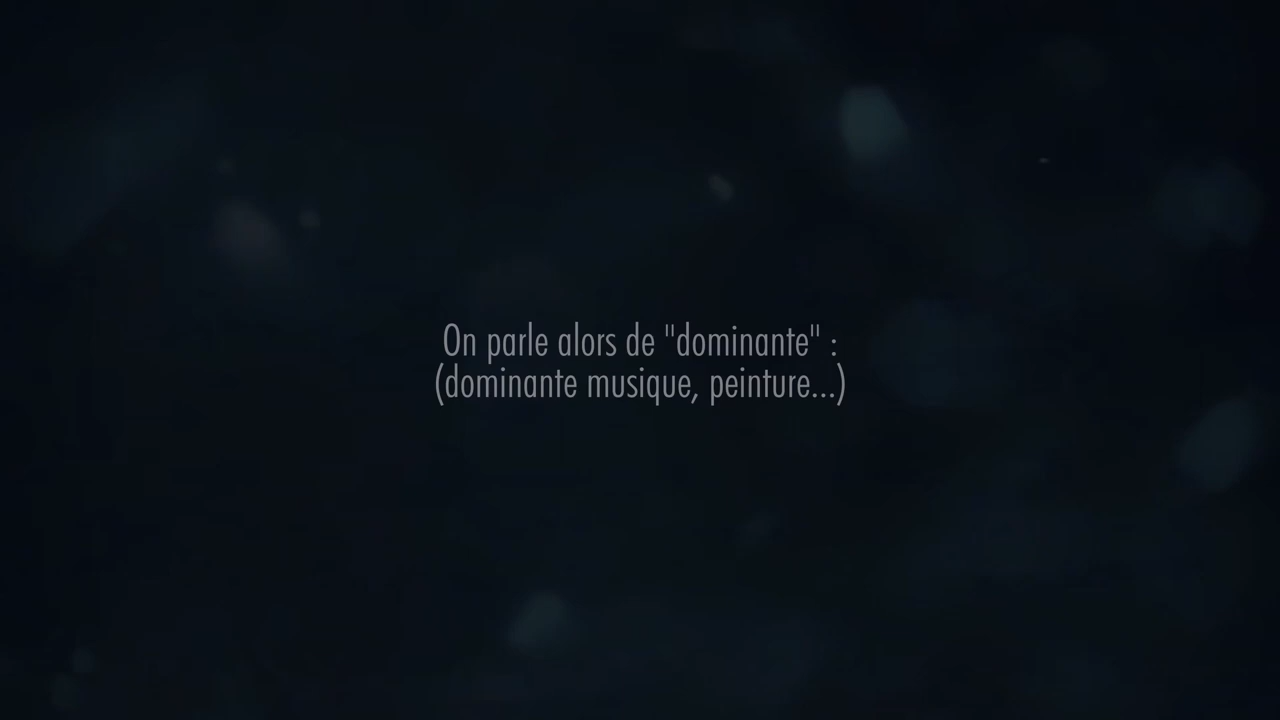 On parle alors de "dominante" :
(dominante musique, peinture...)